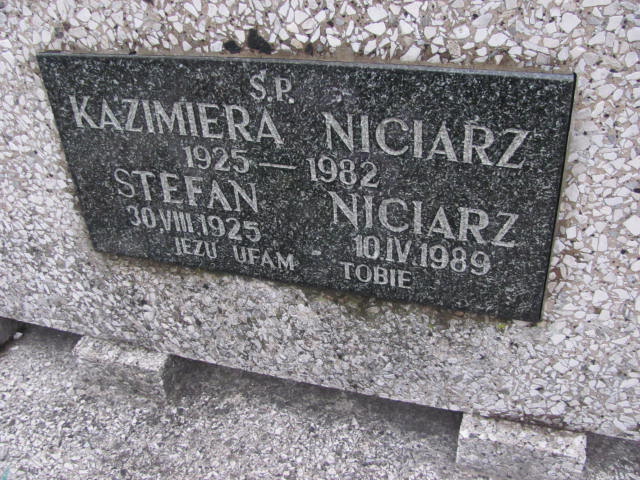 Ś.P.
KAZIMIERA NICIARZ
1925 — 1982
STEFAN NICIARZ
30.VIII.1925 10.IV.1989
JEZU UFAM TOBIE